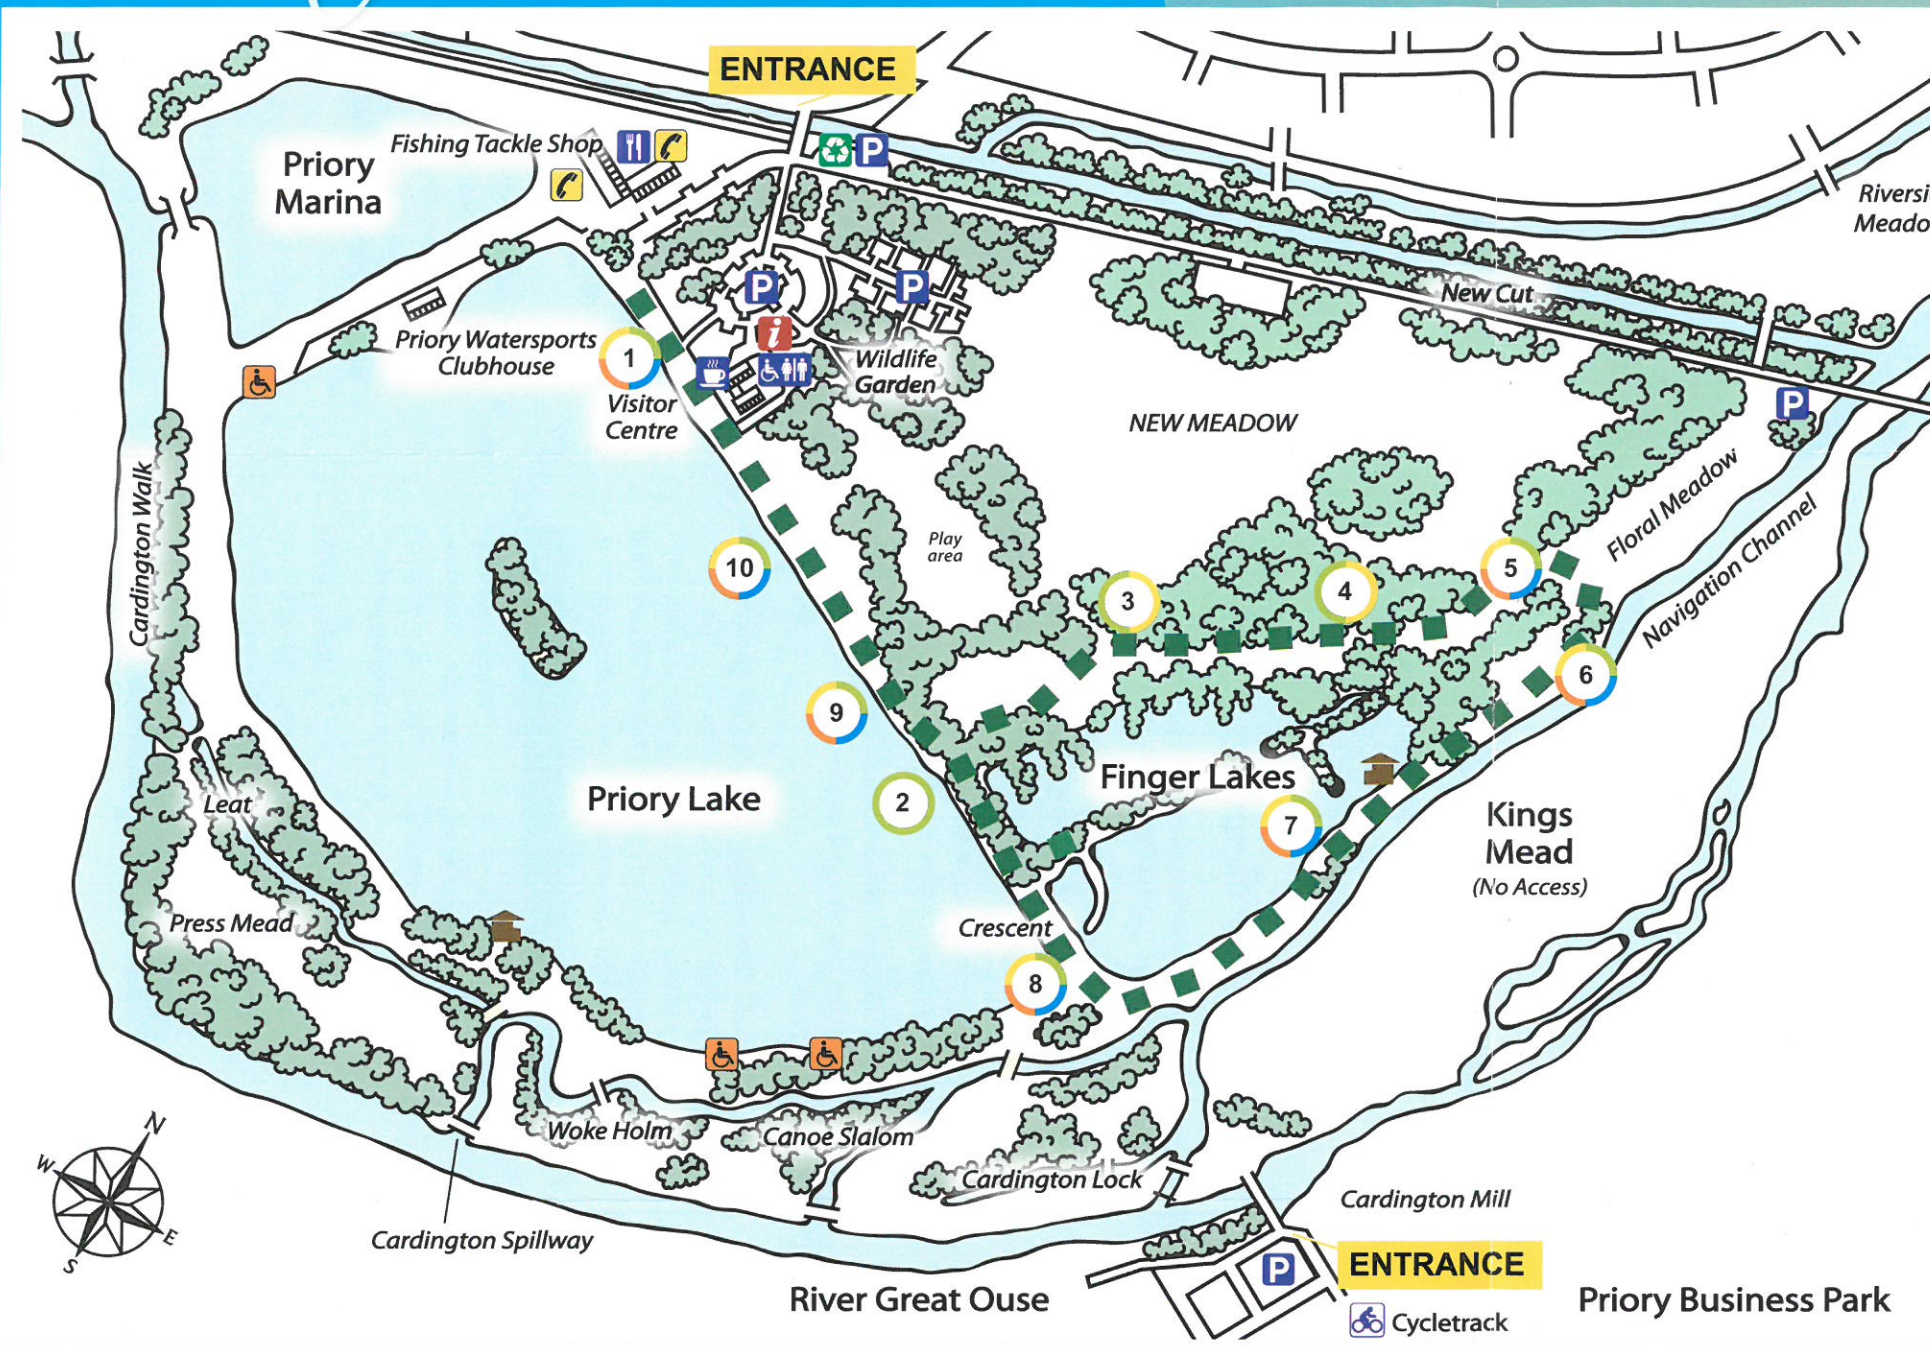 ENTRANCE
Fishing Tackle Shop
P
Priory
Marina
Riversi
Meado
P
P
New Cut
i
Priory Watersports
Clubhouse
1
Wildlife
Garden
Visitor
Centre
P
NEW MEADOW
Cardington Walk
Floral Meadow
Navigation Channel
Play
area
10
3
4
5
6
9
Priory Lake
2
Finger Lakes
7
Kings
Mead
(No Access)
Leat
Press Mead
Crescent
8
Woke Holm
Canoe Slalom
Cardington Lock
N
W
E
S
Cardington Spillway
Cardington Mill
ENTRANCE
P
River Great Ouse
Priory Business Park
Cycletrack